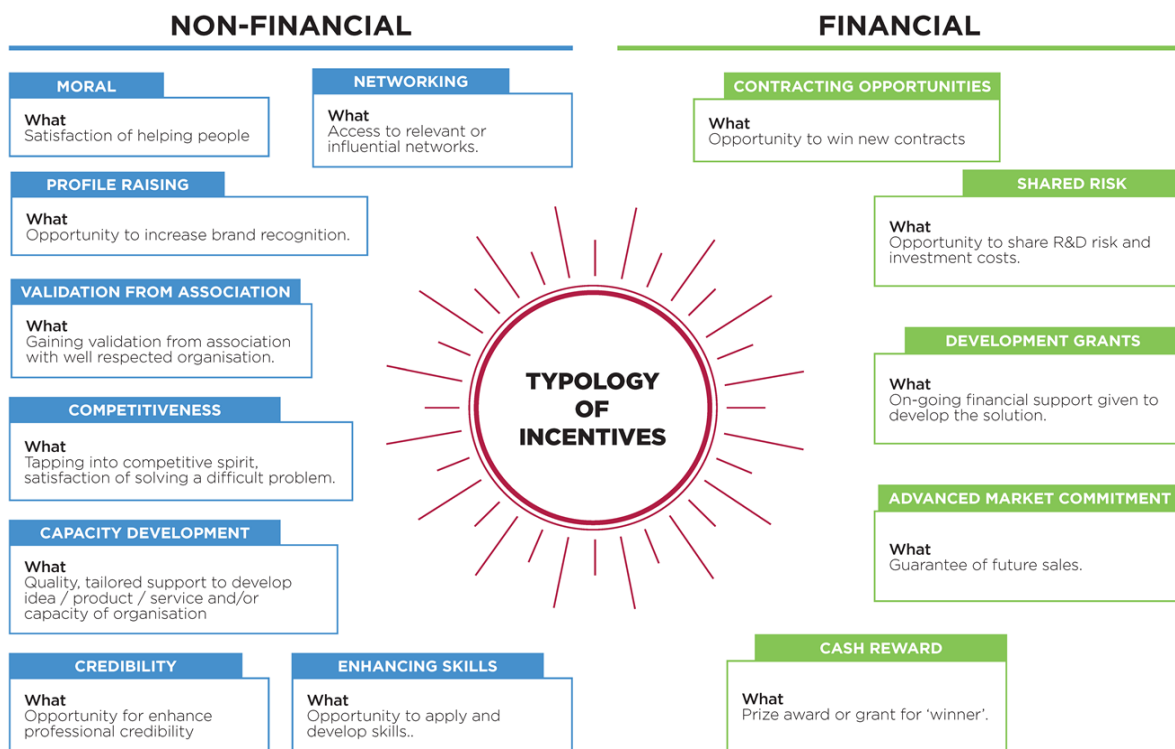 NON-FINANCIAL
MORAL
What
Satisfaction of helping people
NETWORKING
What
Access to relevant or
influential networks.
PROFILE RAISING
What
Opportunity to increase brand recognition.
VALIDATION FROM ASSOCIATION
What
Gaining validation from association
with well respected organisation.
COMPETITIVENESS
What
Tapping into competitive spirit,
satisfaction of solving a difficult problem.
CAPACITY DEVELOPMENT
What
Quality, tailored support to develop
idea / product / service and/or
capacity of organisation
CREDIBILITY
What
Opportunity for enhance
professional credibility
ENHANCING SKILLS
What
Opportunity to apply and
develop skills..
TYPOLOGY
OF
INCENTIVES
FINANCIAL
CONTRACTING OPPORTUNITIES
What
Opportunity to win new contracts
SHARED RISK
What
Opportunity to share R&D risk and
investment costs.
DEVELOPMENT GRANTS
What
On-going financial support given to
develop the solution.
ADVANCED MARKET COMMITMENT
What
Guarantee of future sales.
CASH REWARD
What
Prize award or grant for ‘winner’.